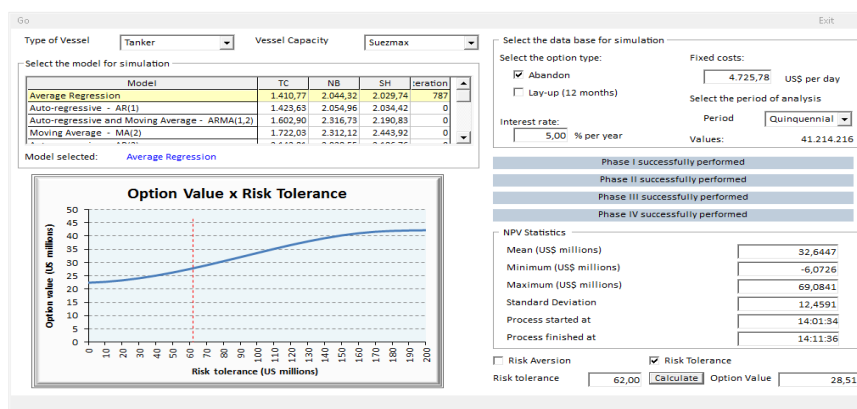 Go Exit
Type of Vessel Tanker Vessel Capacity Suezmax
Select the model for simulation
Model TC NB SH :eration
Average Regression 1.410,77 2.044,32 2.029,74 787
Auto-regressive - AR(1) 1.423,63 2.054,96 2.034,42 0
Auto-regressive and Moving Average - ARMA(1,2) 1.602,90 2.316,73 2.190,83 0
Moving Average - MA(2) 1.722,03 2.312,12 2.443,92 0
Model selected: Average Regression
Option Value x Risk Tolerance
Option value (US millions)
50
45
40
35
30
25
20
15
10
5
0
0 10 20 30 40 50 60 70 80 90 100 110 120 130 140 150 160 170 180 190 200
Risk tolerance (US millions)
Select the data base for simulation
Select the option type: Fixed costs:
Abandon 4.725,78 US$ per day
Lay-up (12 months)
Select the period of analysis
Interest rate: Period Quinquennial
5,00 % per year Values: 41.214.216
Phase I successfully performed
Phase II successfully performed
Phase III successfully performed
Phase IV successfully performed
NPV Statistics
Mean (US$ millions) 32,6447
Minimum (US$ millions) -6,0726
Maximum (US$ millions) 69,0841
Standard Deviation 12,4591
Process started at 14:01:34
Process finished at 14:11:36
Risk Aversion Risk Tolerance
Risk tolerance 62,00 Calculate Option Value 28,51